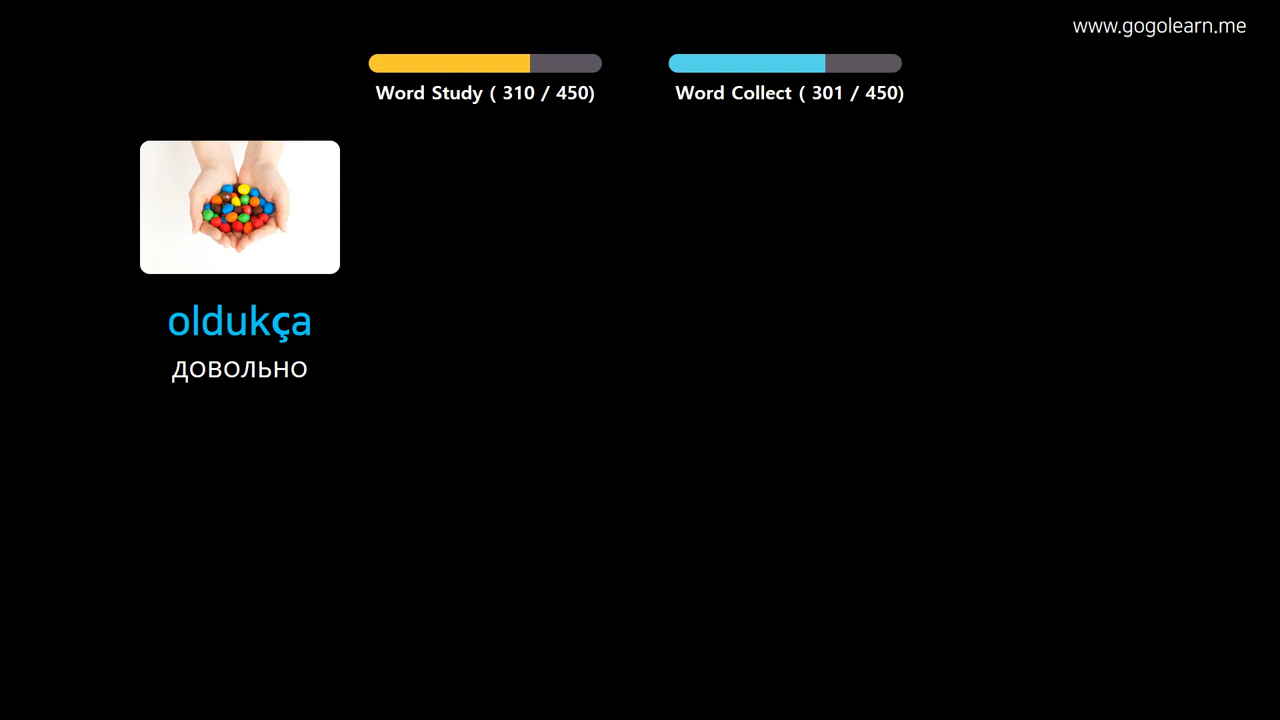 www.gogolearn.me
Word Study ( 310 / 450)
Word Collect ( 301 / 450)
oldukça
довольно